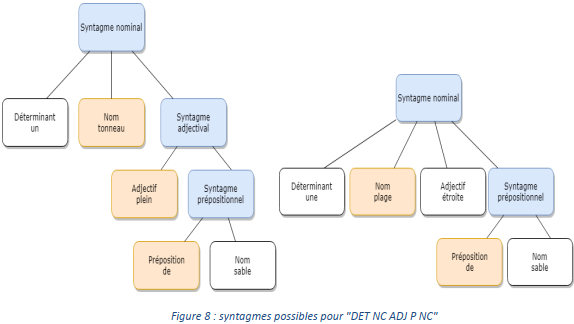 Syntagme nominal
Déterminant
un
Nom
tonneau
Syntagme
adjectival
Adjectif
plein
Syntagme
prépositionnel
Préposition
de
Nom
sable
Syntagme nominal
Déterminant
une
Nom
plage
Adjectif
étroite
Syntagme
prépositionnel
Préposition
de
Nom
sable
Figure 8 : syntagmes possibles pour "DET NC ADJ P NC"